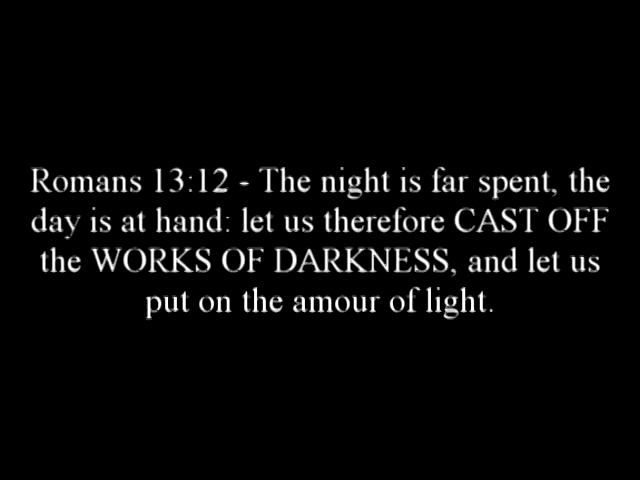 Romans 13:12 - The night is far spent, the
day is at hand: let us therefore CAST OFF
the WORKS OF DARKNESS, and let us
put on the amour of light.